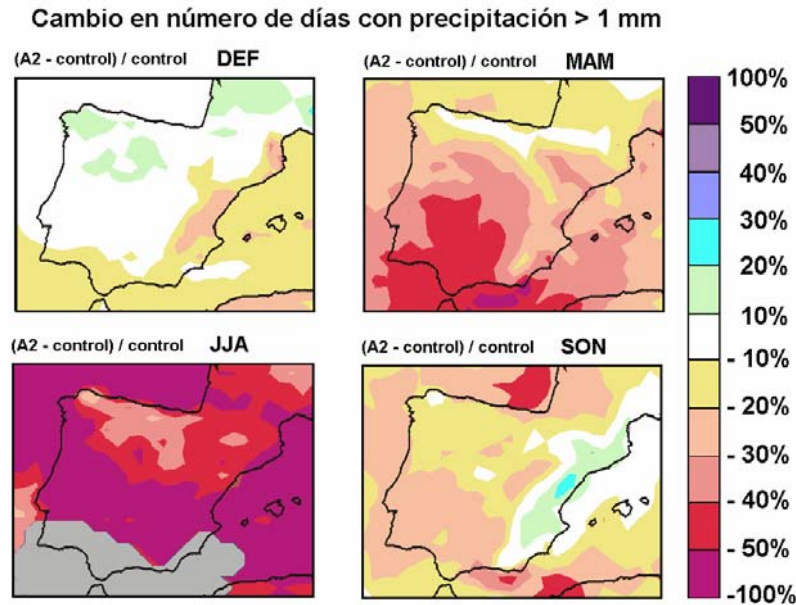 Cambio en número de días con precipitación > 1 mm
(A2 - control) / control DEF
(A2 - control) / control MAM
100%
50%
40%
30%
20%
10%
- 10%
- 20%
- 30%
- 40%
- 50%
-100%
(A2 - control) / control JJA
(A2 - control) / control SON